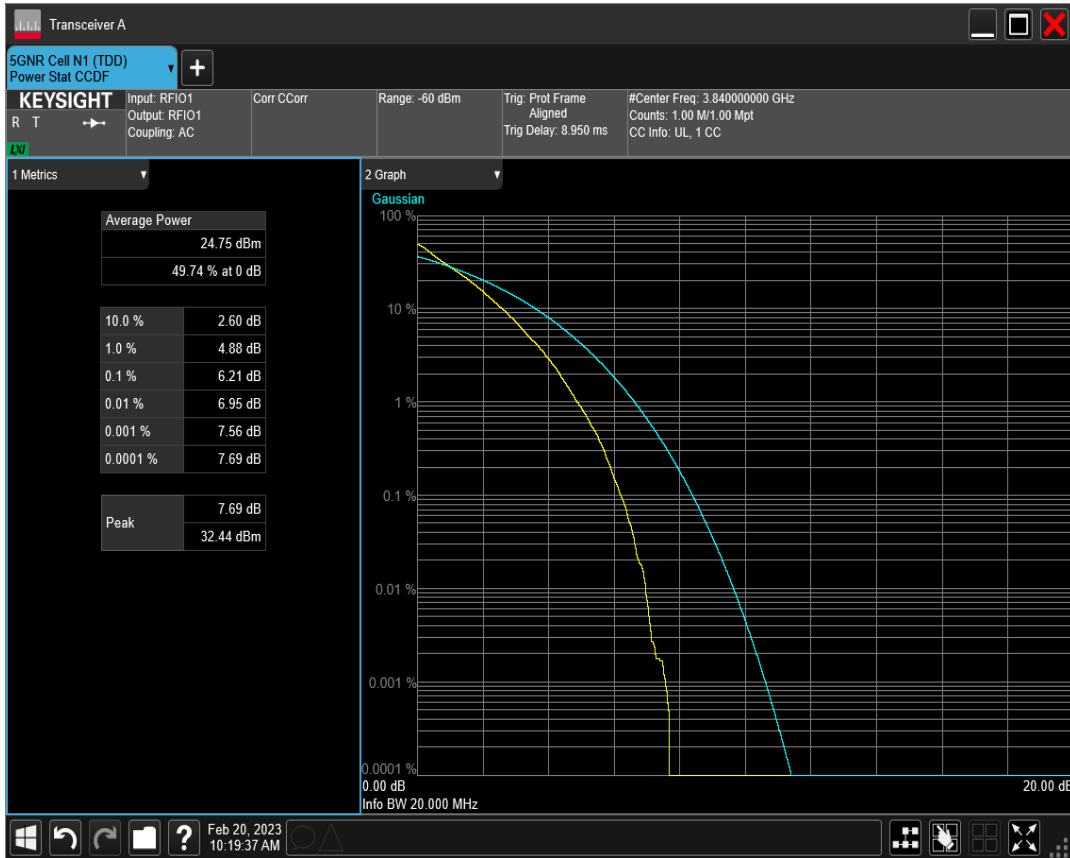 Transceiver A
5GNR Cell N1 (TDD)
Power Stat CCDF
+
KEYSIGHT
R T
LXI
Input: RFIO1
Output: RFIO1
Coupling: AC
Corr CCorr
Range: -60 dBm
Trig: Prot Frame
Aligned
Trig Delay: 8.950 ms
#Center Freq: 3.840000000 GHz
Counts: 1.00 M/1.00 Mpt
CC Info: UL, 1 CC
1 Metrics
Average Power
24.75 dBm
49.74 % at 0 dB
10.0 % 2.60 dB
1.0 % 4.88 dB
0.1 % 6.21 dB
0.01 % 6.95 dB
0.001 % 7.56 dB
0.0001 % 7.69 dB
Peak
7.69 dB
32.44 dBm
2 Graph
Gaussian
100 %
10 %
1 %
0.1 %
0.01 %
0.001 %
0.0001 %
0.00 dB 20.00 dB
Info BW 20.000 MHz
?
Feb 20, 2023
10:19:37 AM